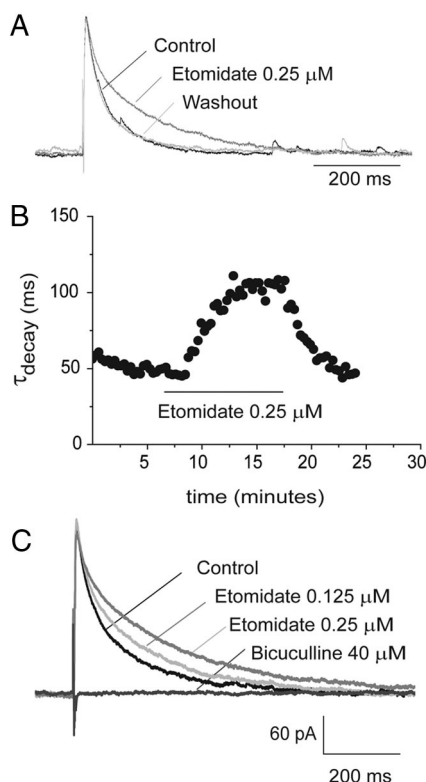 A
Control
Etomidate 0.25 μM
Washout
200 ms
B
150
100
50
0
τdecay (ms)
Etomidate 0.25 μM
5 10 15 20 25 30
time (minutes)
C
Control
Etomidate 0.125 μM
Etomidate 0.25 μM
Bicuculline 40 μM
60 pA
200 ms